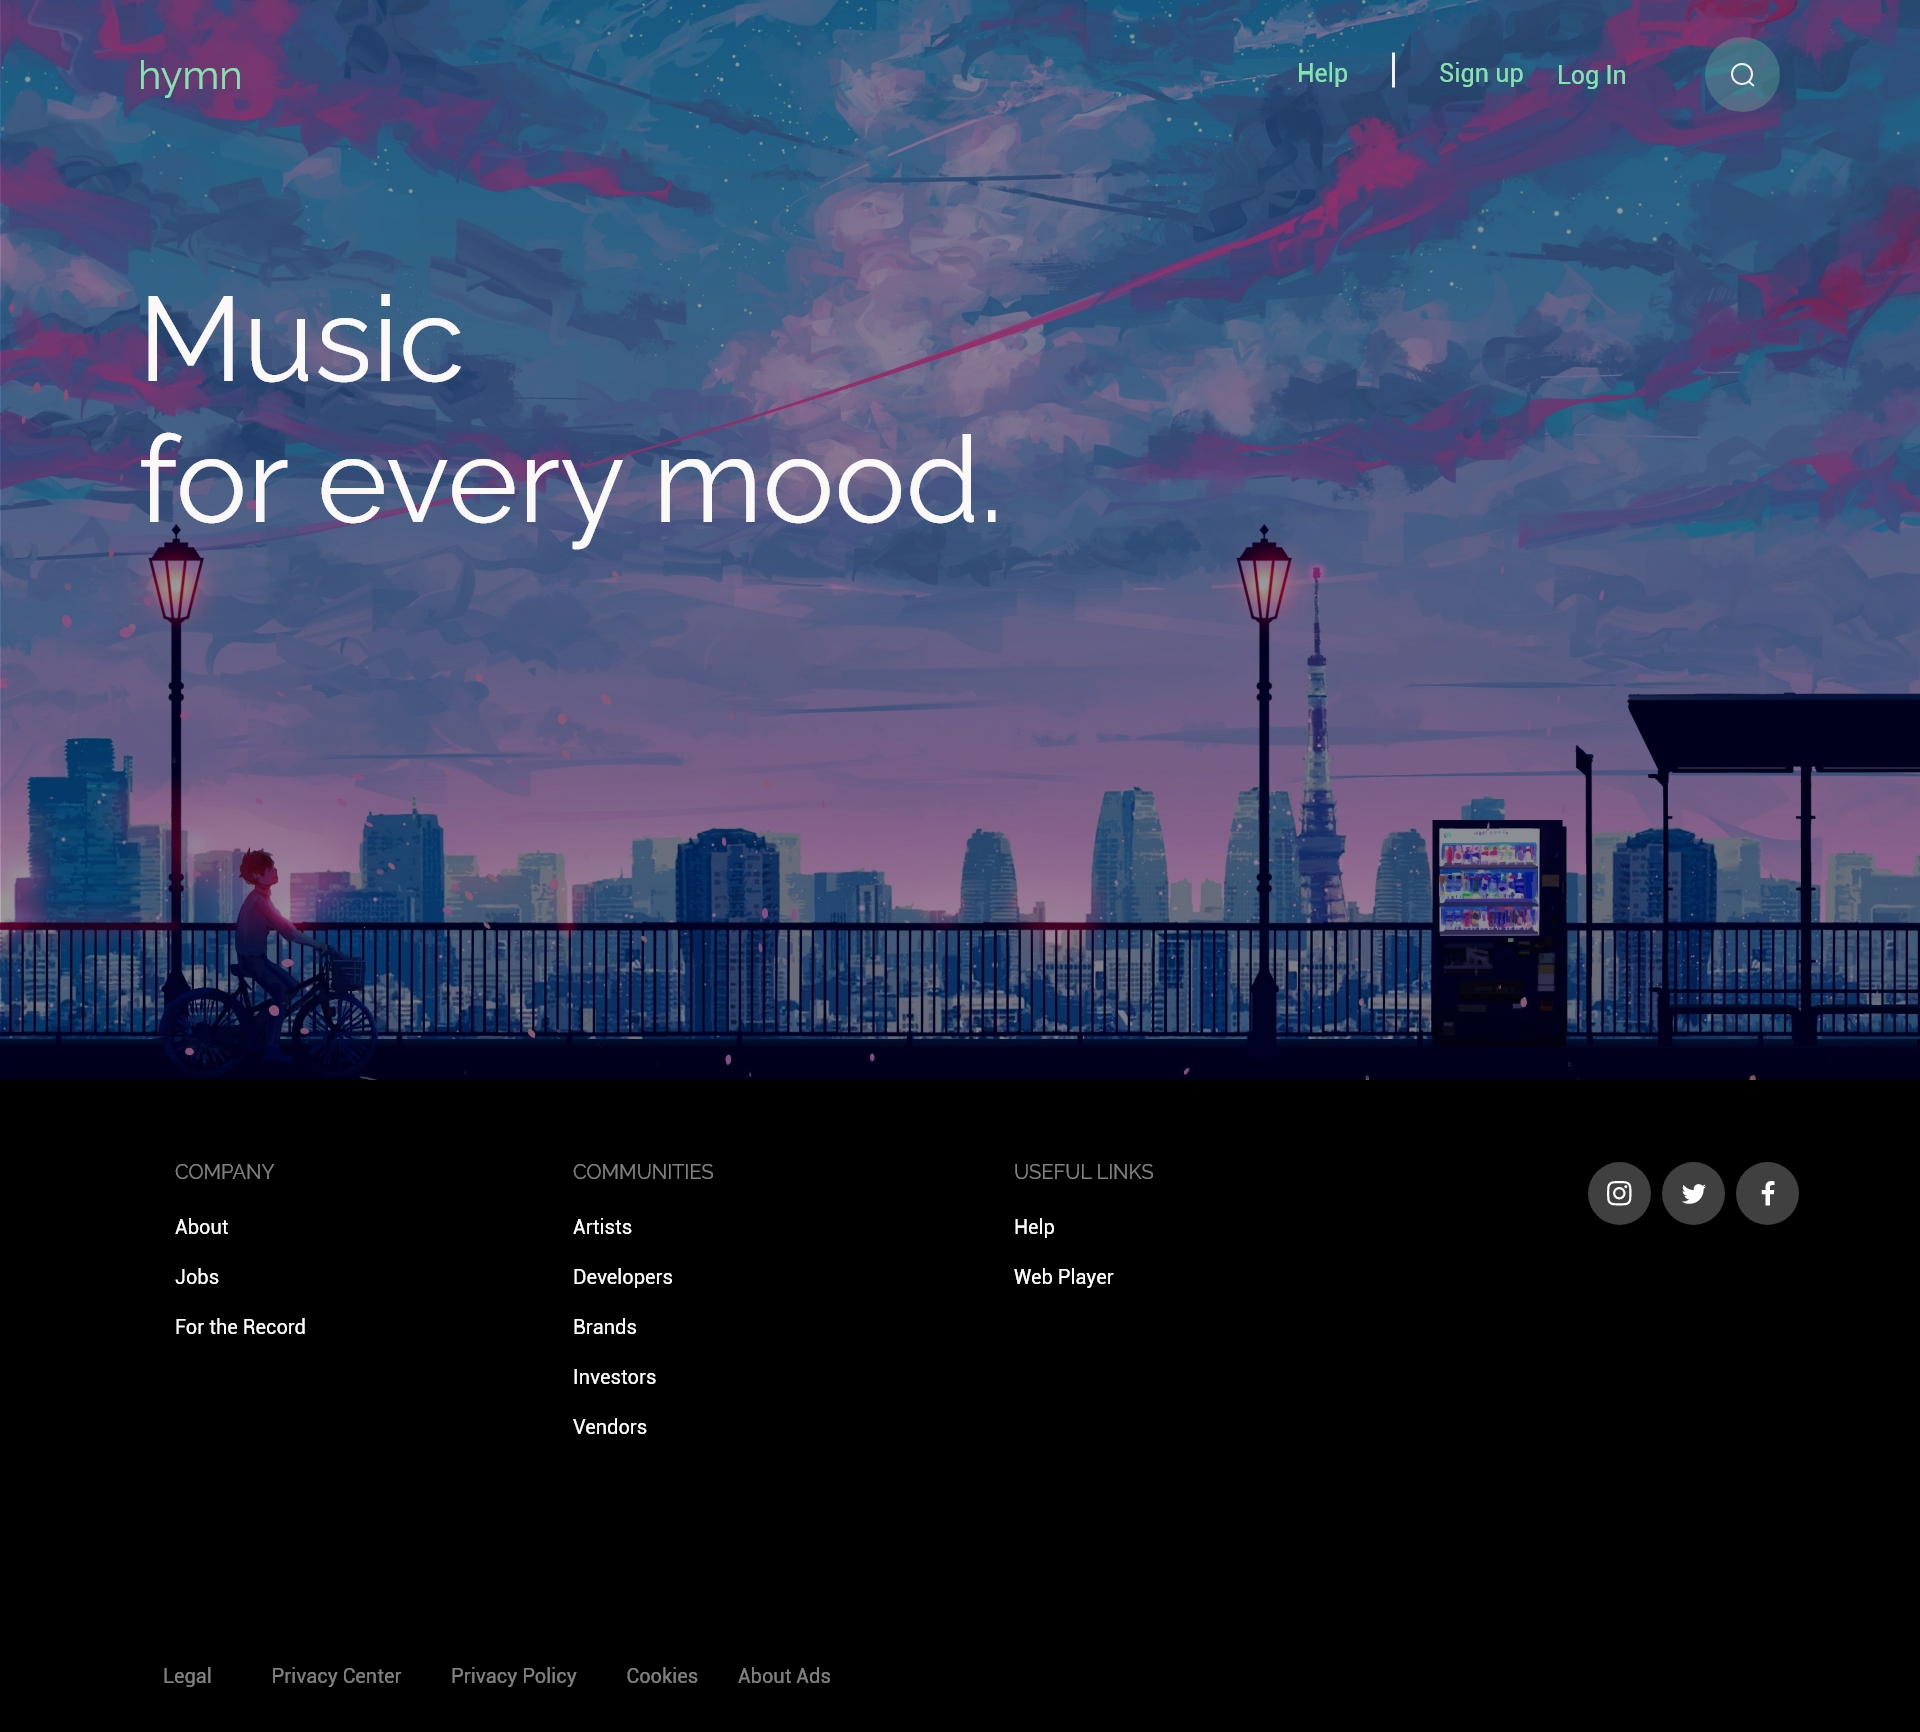 hymn
Help
Sign up
Log In
Music
for every mood.
COMPANY
About
Jobs
For the Record
COMMUNITIES
Artists
Developers
Brands
Investors
Vendors
USEFUL LINKS
Help
Web Player
Legal
Privacy Center
Privacy Policy
Cookies
About Ads